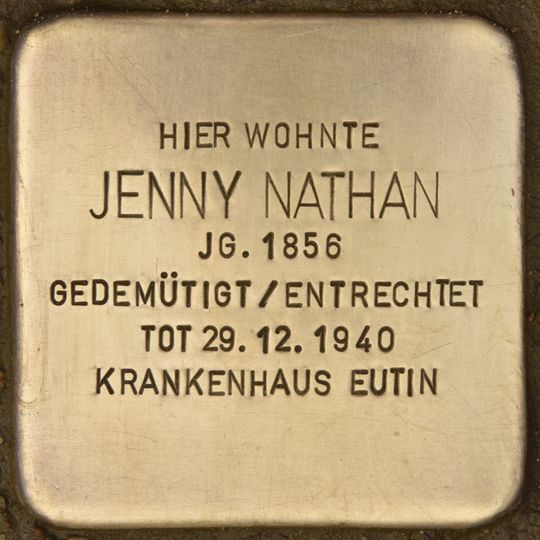 HIER WOHNTE
JENNY NATHAN
JG. 1856
GEDEMÜTIGT/ENTRECHTET
TOT 29.12.1940
KRANKENHAUS EUTIN